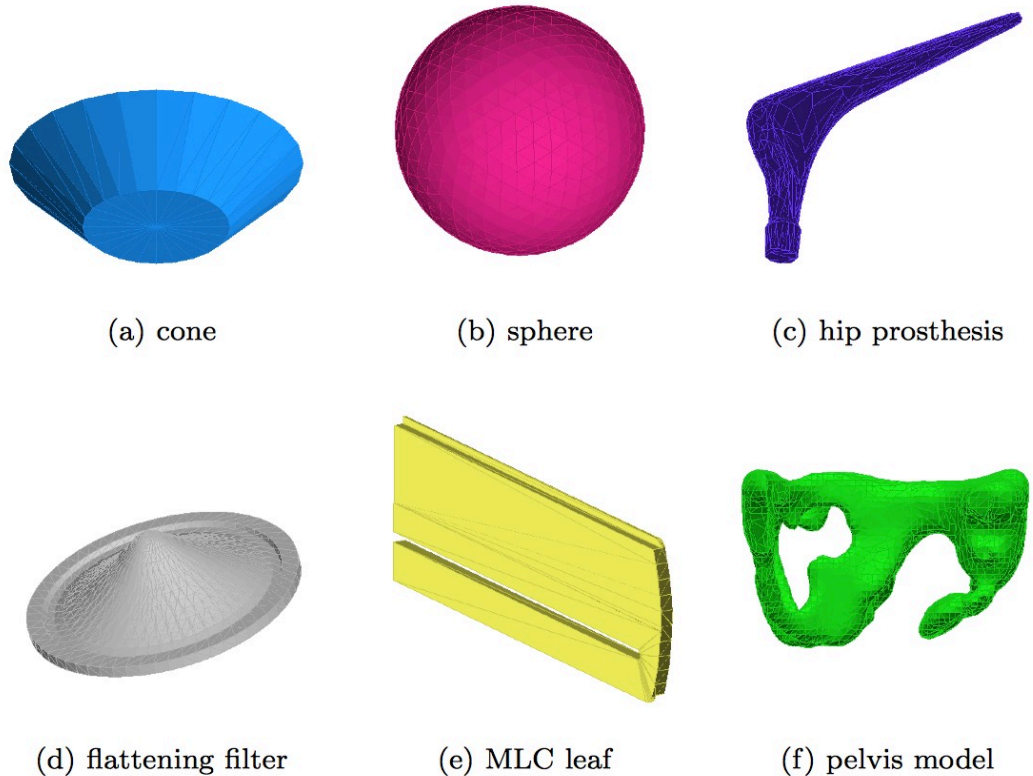 (a) cone
(b) sphere
(c) hip prosthesis
(d) flattening filter
(e) MLC leaf
(f) pelvis model